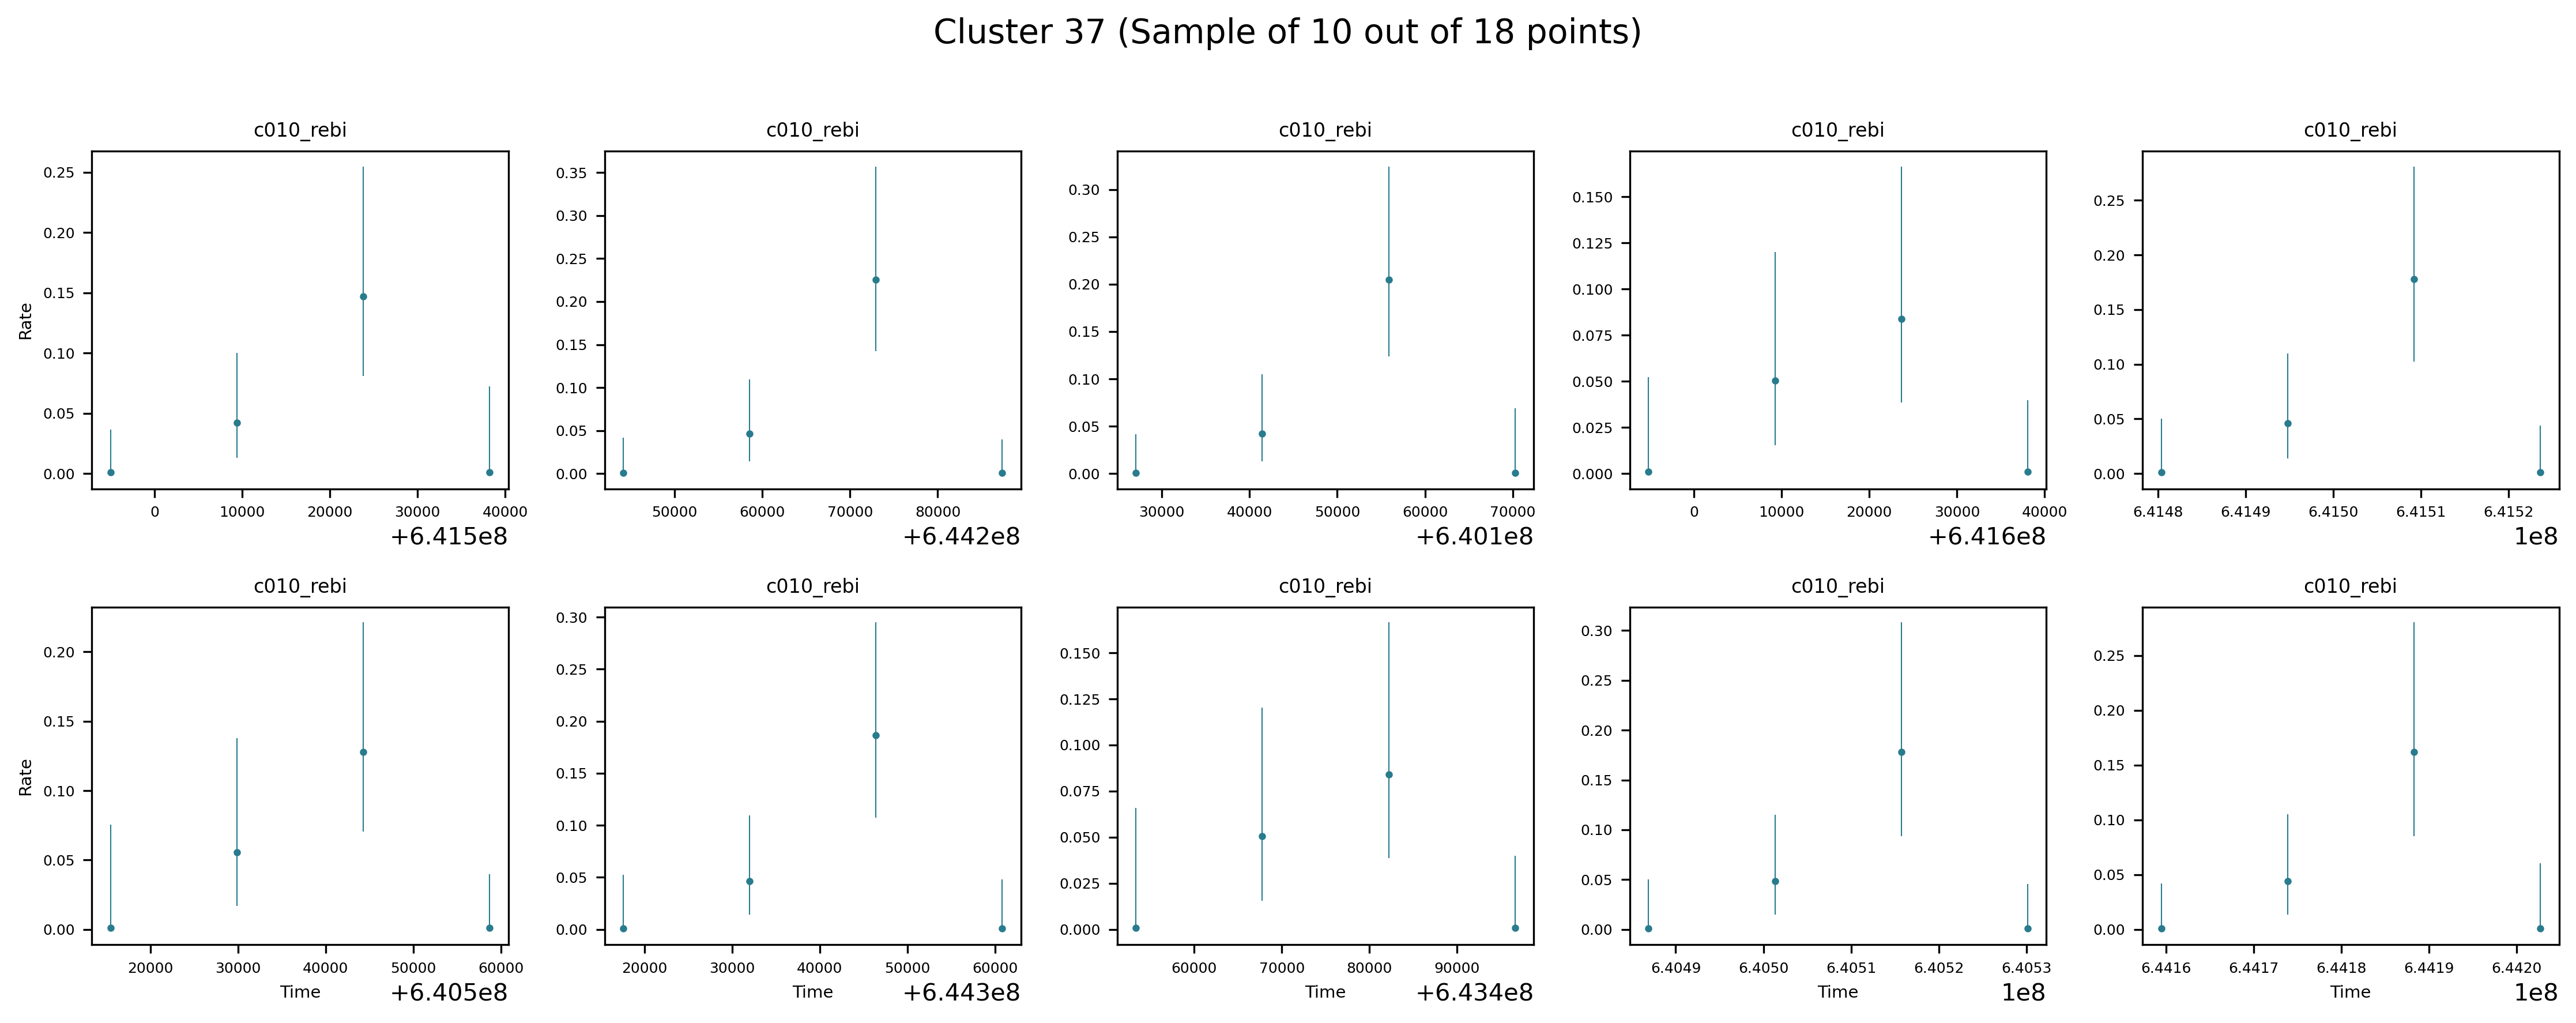 Cluster 37 (Sample of 10 out of 18 points)
c010_rebi c010_rebi c010_rebi c010_rebi c010_rebi
0.25 0.20 0.15 0.10 0.05 0.00
Rate
0 10000 20000 30000 40000
+6.415e8
0.35 0.30 0.25 0.20 0.15 0.10 0.05 0.00
50000 60000 70000 80000
+6.442e8
0.30 0.25 0.20 0.15 0.10 0.05 0.00
30000 40000 50000 60000 70000
+6.401e8
0.150 0.125 0.100 0.075 0.050 0.025 0.000
0 10000 20000 30000 40000
+6.416e8
0.25 0.20 0.15 0.10 0.05 0.00
6.4148 6.4149 6.4150 6.4151 6.4152
1e8
c010_rebi c010_rebi c010_rebi c010_rebi c010_rebi
0.20 0.15 0.10 0.05 0.00
Rate
20000 30000 40000 50000 60000
Time +6.405e8
0.30 0.25 0.20 0.15 0.10 0.05 0.00
20000 30000 40000 50000 60000
Time +6.443e8
0.150 0.125 0.100 0.075 0.050 0.025 0.000
60000 70000 80000 90000
Time +6.434e8
0.30 0.25 0.20 0.15 0.10 0.05 0.00
6.4049 6.4050 6.4051 6.4052 6.4053
Time 1e8
0.25 0.20 0.15 0.10 0.05 0.00
6.4416 6.4417 6.4418 6.4419 6.4420
Time 1e8